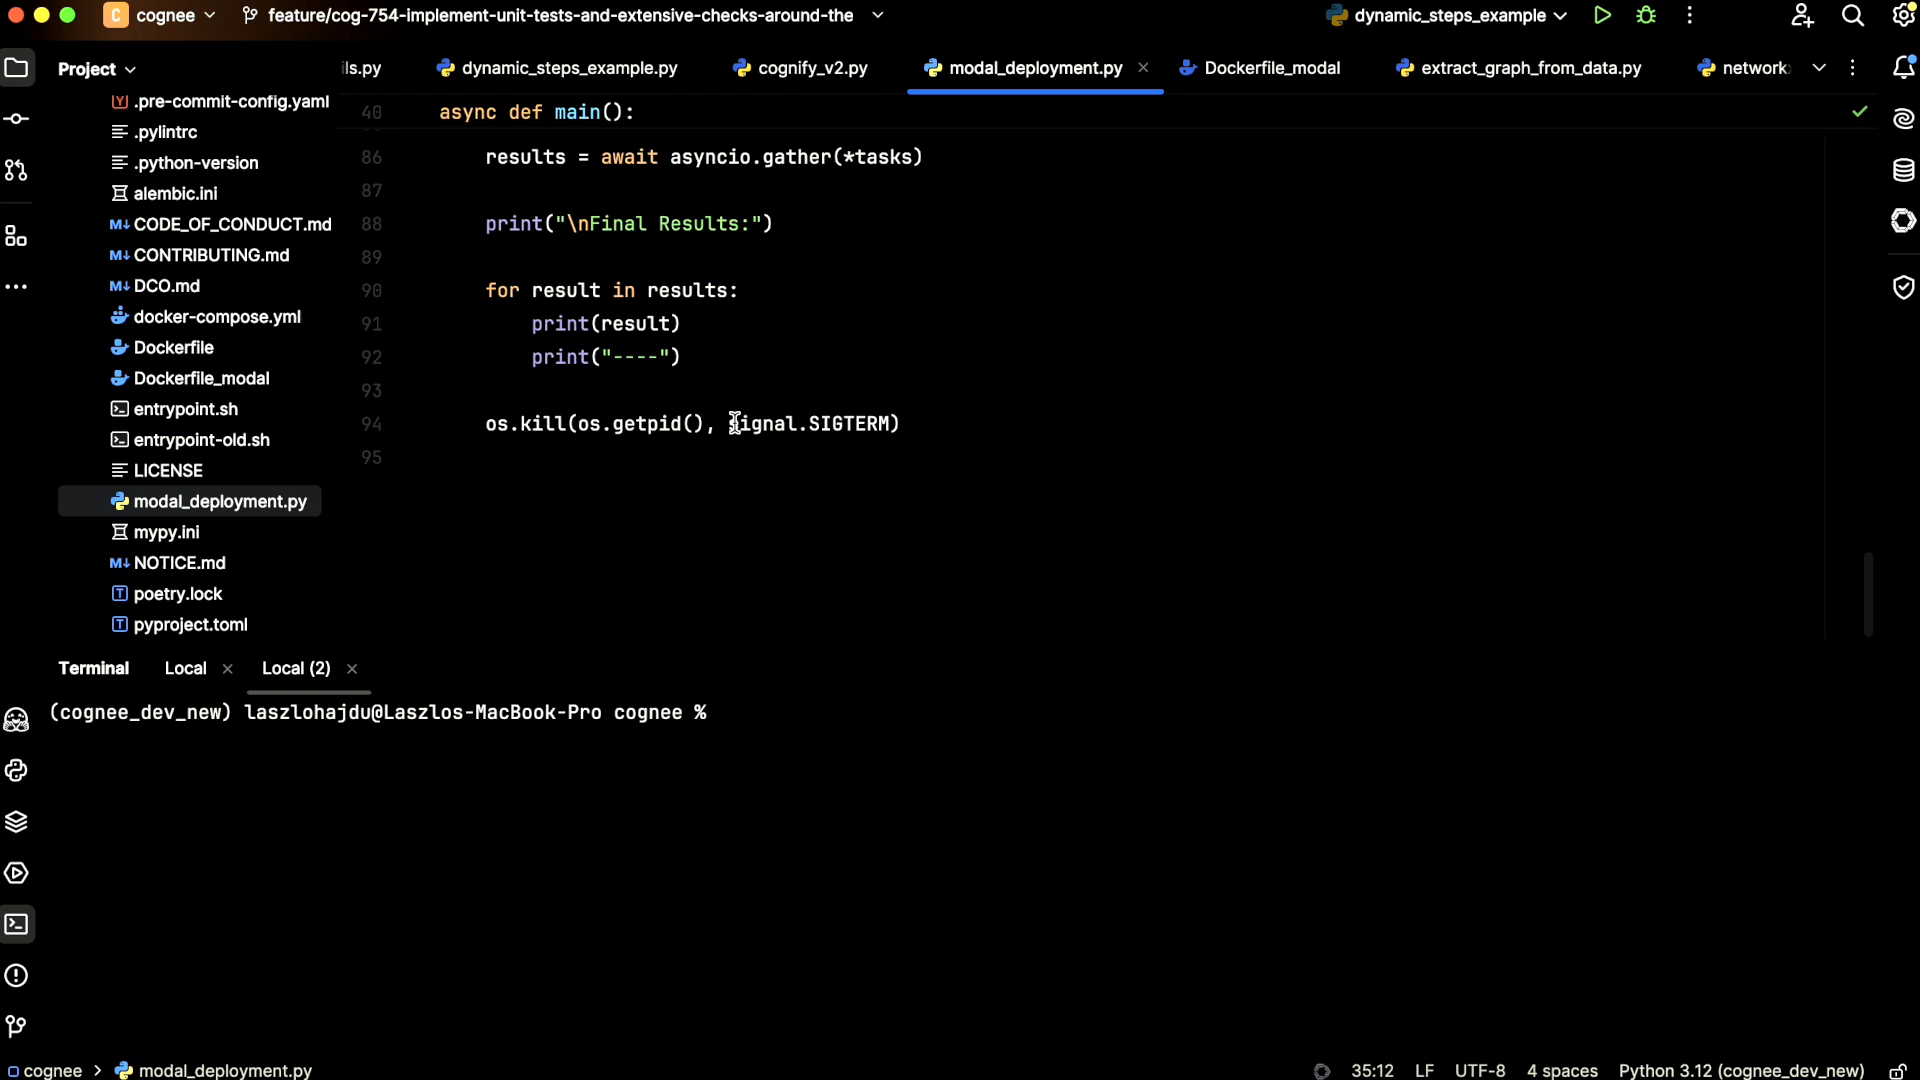 C cognee feature/cog-754-implement-unit-tests-and-extensive-checks-around-the dynamic_steps_example
Project ls.py dynamic_steps_example.py cognify_v2.py modal_deployment.py Dockerfile_modal extract_graph_from_data.py network
.pre-commit-config.yaml
.pylintrc
.python-version
alembic.ini
CODE_OF_CONDUCT.md
CONTRIBUTING.md
DCO.md
docker-compose.yml
Dockerfile
Dockerfile_modal
entrypoint.sh
entrypoint-old.sh
LICENSE
modal_deployment.py
mypy.ini
NOTICE.md
poetry.lock
pyproject.toml
40 async def main():
86 results = await asyncio.gather(*tasks)
87
88 print("\nFinal Results:")
89
90 for result in results:
91 print(result)
92 print("----")
93
94 os.kill(os.getpid(), signal.SIGTERM)
95
Terminal Local Local (2)
(cognee_dev_new) laszlohajdu@Laszlos-MacBook-Pro cognee %
cognee > modal_deployment.py 35:12 LF UTF-8 4 spaces Python 3.12 (cognee_dev_new)